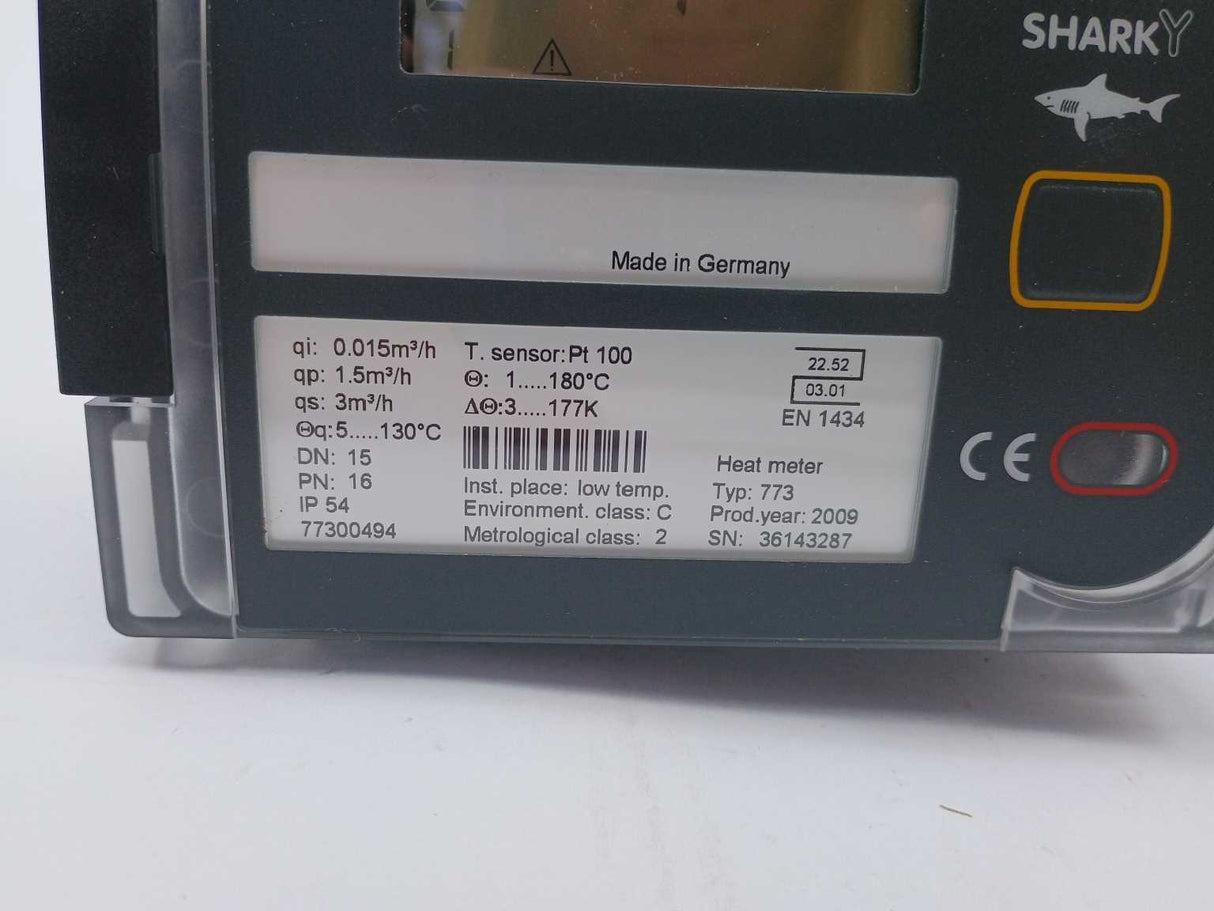 SHARKY
Made in Germany
qi: 0.015m³/h
qp: 1.5m³/h
qs: 3m³/h
Θq:5.....130°C
DN: 15
PN: 16
IP 54
77300494
T. sensor:Pt 100
Θ: 1.....180°C
ΔΘ:3.....177K
Inst. place: low temp.
Environment. class: C
Metrological class: 2
22.52
03.01
EN 1434
Heat meter
Typ: 773
Prod.year: 2009
SN: 36143287
CE